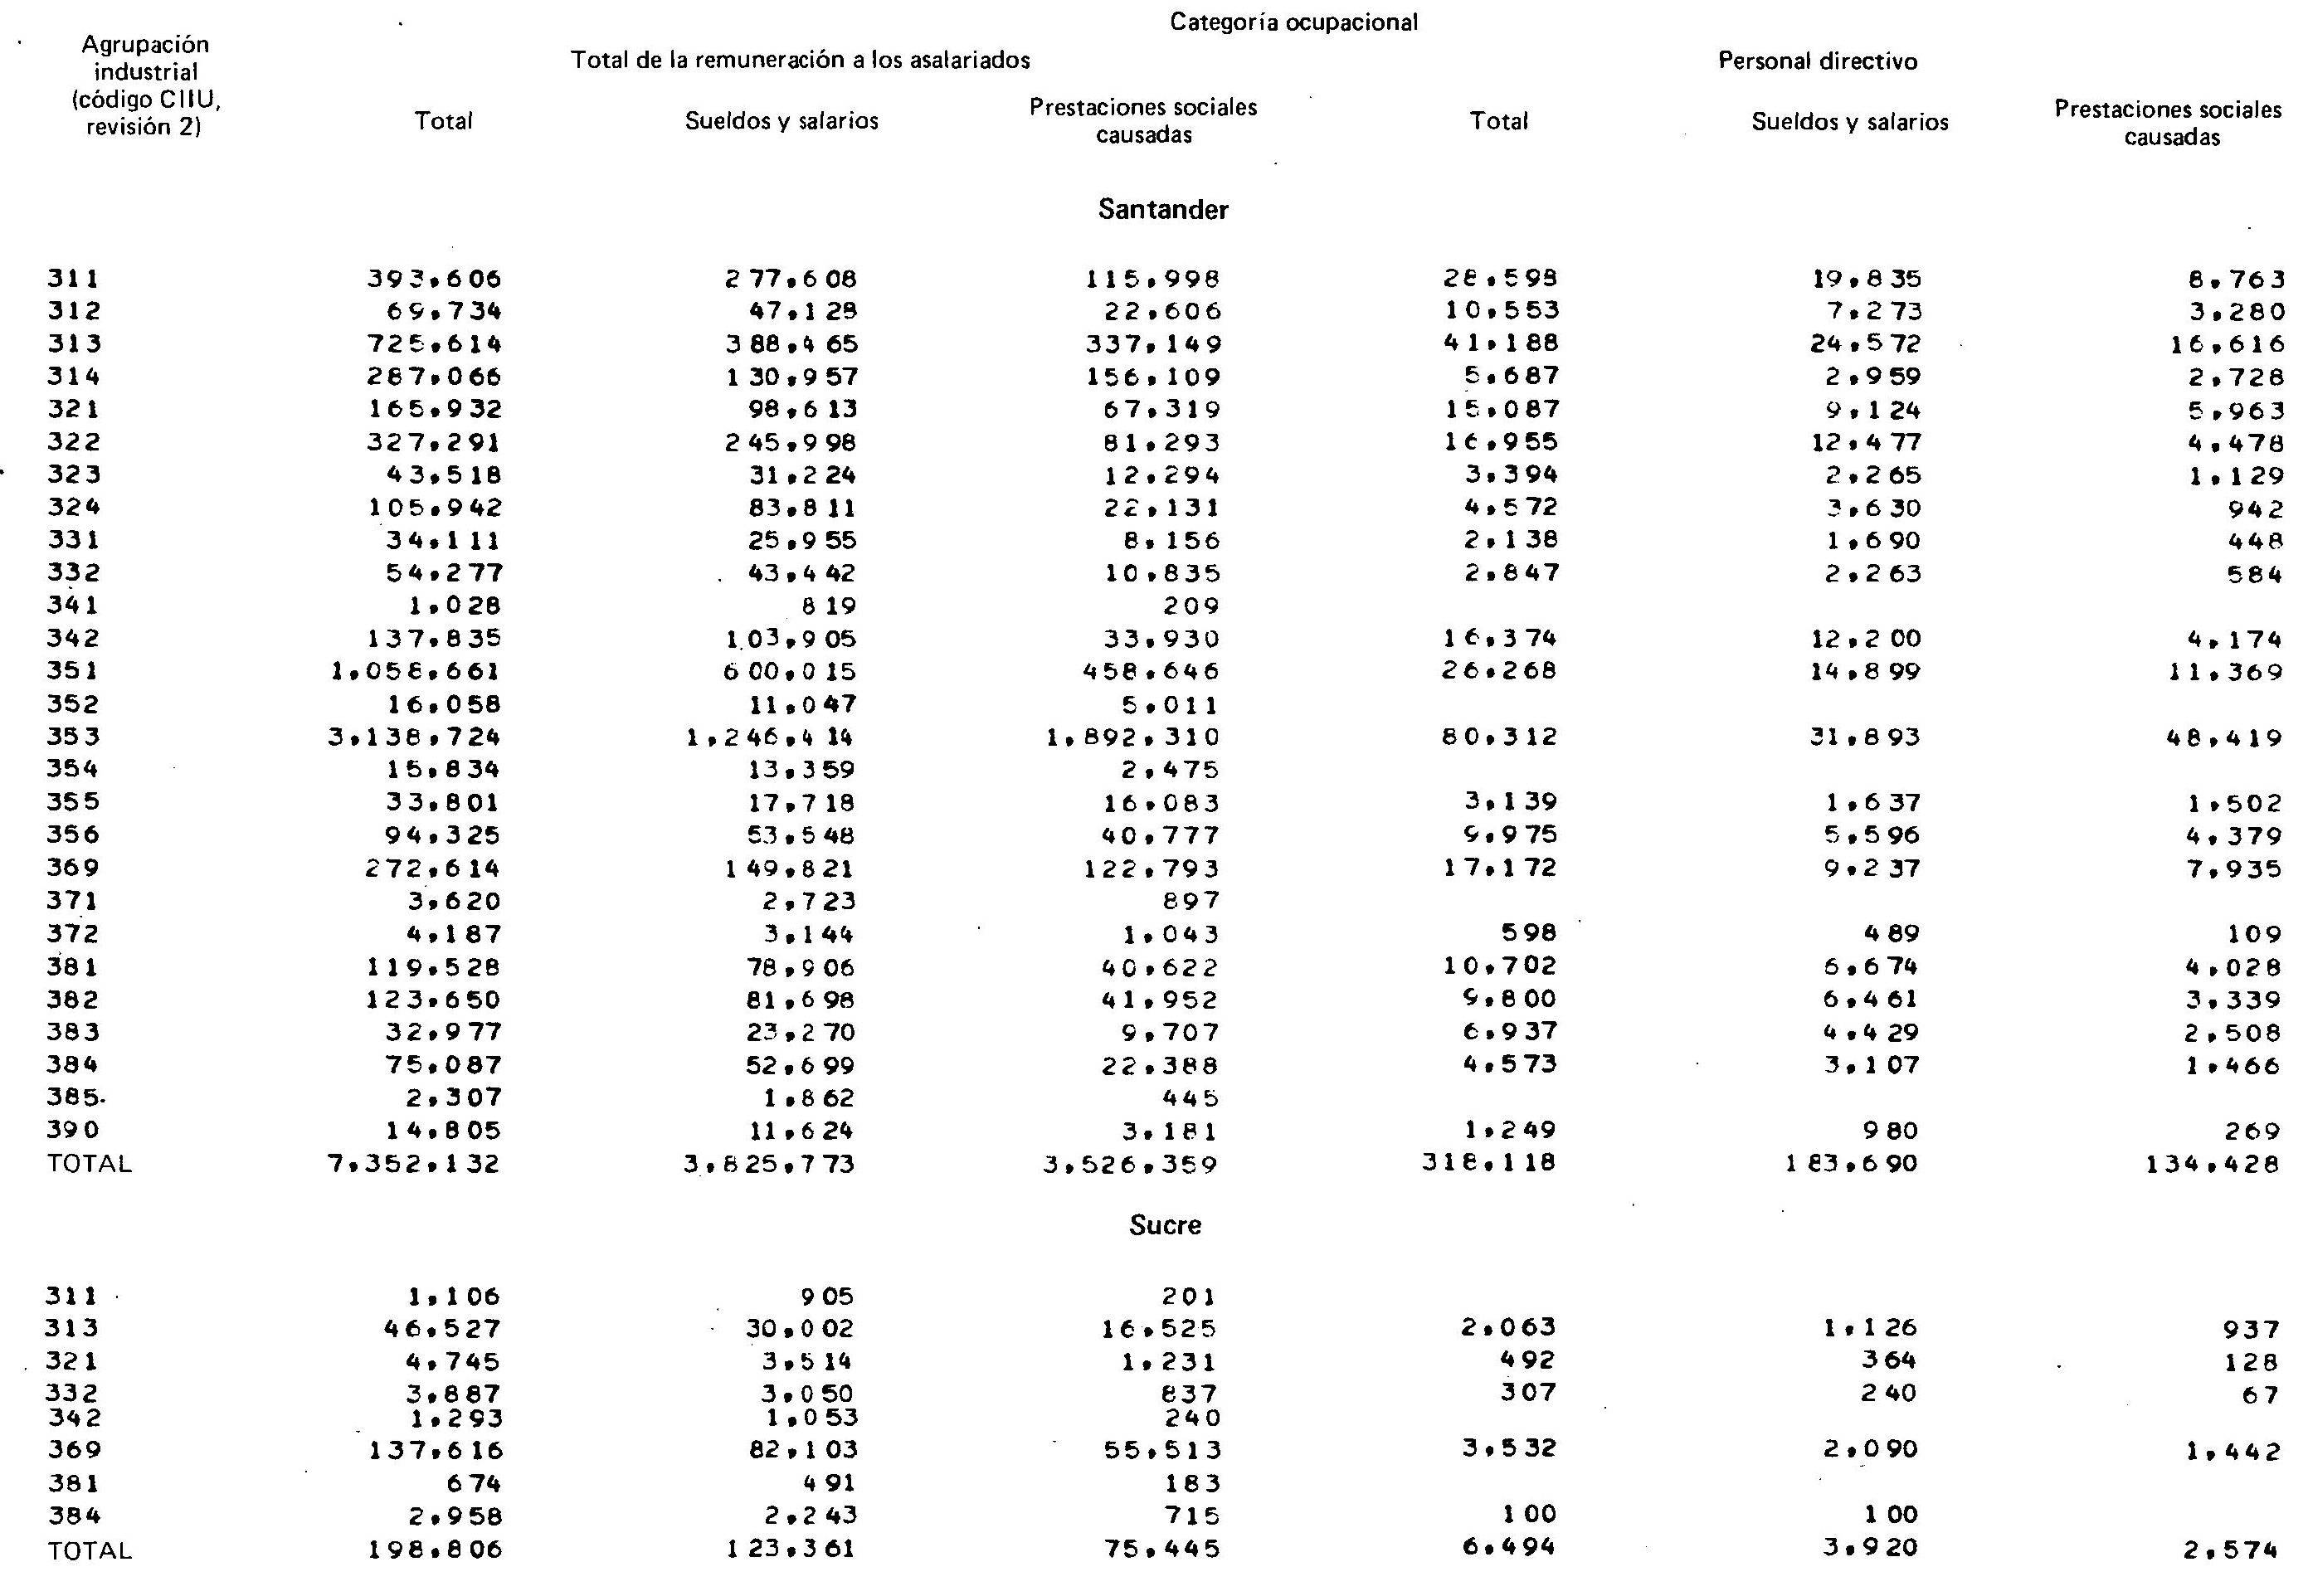 Categoría ocupacional
Agrupación industrial (código CIIU, revisión 2)
Total de la remuneración a los asalariados Personal directivo
Total Sueldos y salarios Prestaciones sociales causadas Total Sueldos y salarios Prestaciones sociales causadas
Santander
311 393,606 277,608 115,998 28,598 19,835 8,763
312 69,734 47,128 22,606 10,553 7,273 3,280
313 725,614 388,465 337,149 41,188 24,572 16,616
314 287,066 130,957 156,109 5,687 2,959 2,728
321 165,932 98,613 67,319 15,087 9,124 5,963
322 327,291 245,998 81,293 16,955 12,477 4,478
323 43,518 31,224 12,294 3,394 2,265 1,129
324 105,942 83,811 22,131 4,572 3,630 942
331 34,111 25,955 8,156 2,138 1,690 448
332 54,277 43,442 10,835 2,847 2,263 584
341 1,028 819 209
342 137,835 103,905 33,930 16,374 12,200 4,174
351 1,058,661 600,015 458,646 26,268 14,899 11,369
352 16,058 11,047 5,011
353 3,138,724 1,246,414 1,892,310 80,312 31,893 48,419
354 15,834 13,359 2,475
355 33,801 17,718 16,083 3,139 1,637 1,502
356 94,325 53,548 40,777 9,975 5,596 4,379
369 272,614 149,821 122,793 17,172 9,237 7,935
371 3,620 2,723 897
372 4,187 3,144 1,043 598 489 109
381 119,528 78,906 40,622 10,702 6,674 4,028
382 123,650 81,698 41,952 9,800 6,461 3,339
383 32,977 23,270 9,707 6,937 4,429 2,508
384 75,087 52,699 22,388 4,573 3,107 1,466
385 2,307 1,862 445
390 14,805 11,624 3,181 1,249 980 269
TOTAL 7,352,132 3,825,773 3,526,359 318,118 183,690 134,428
Sucre
311 1,106 905 201
313 46,527 30,002 16,525 2,063 1,126 937
321 4,745 3,514 1,231 492 364 128
332 3,887 3,050 837 307 240 67
342 1,293 1,053 240
369 137,616 82,103 55,513 3,532 2,090 1,442
381 674 491 183
384 2,958 2,243 715 100 100
TOTAL 198,806 123,361 75,445 6,494 3,920 2,574